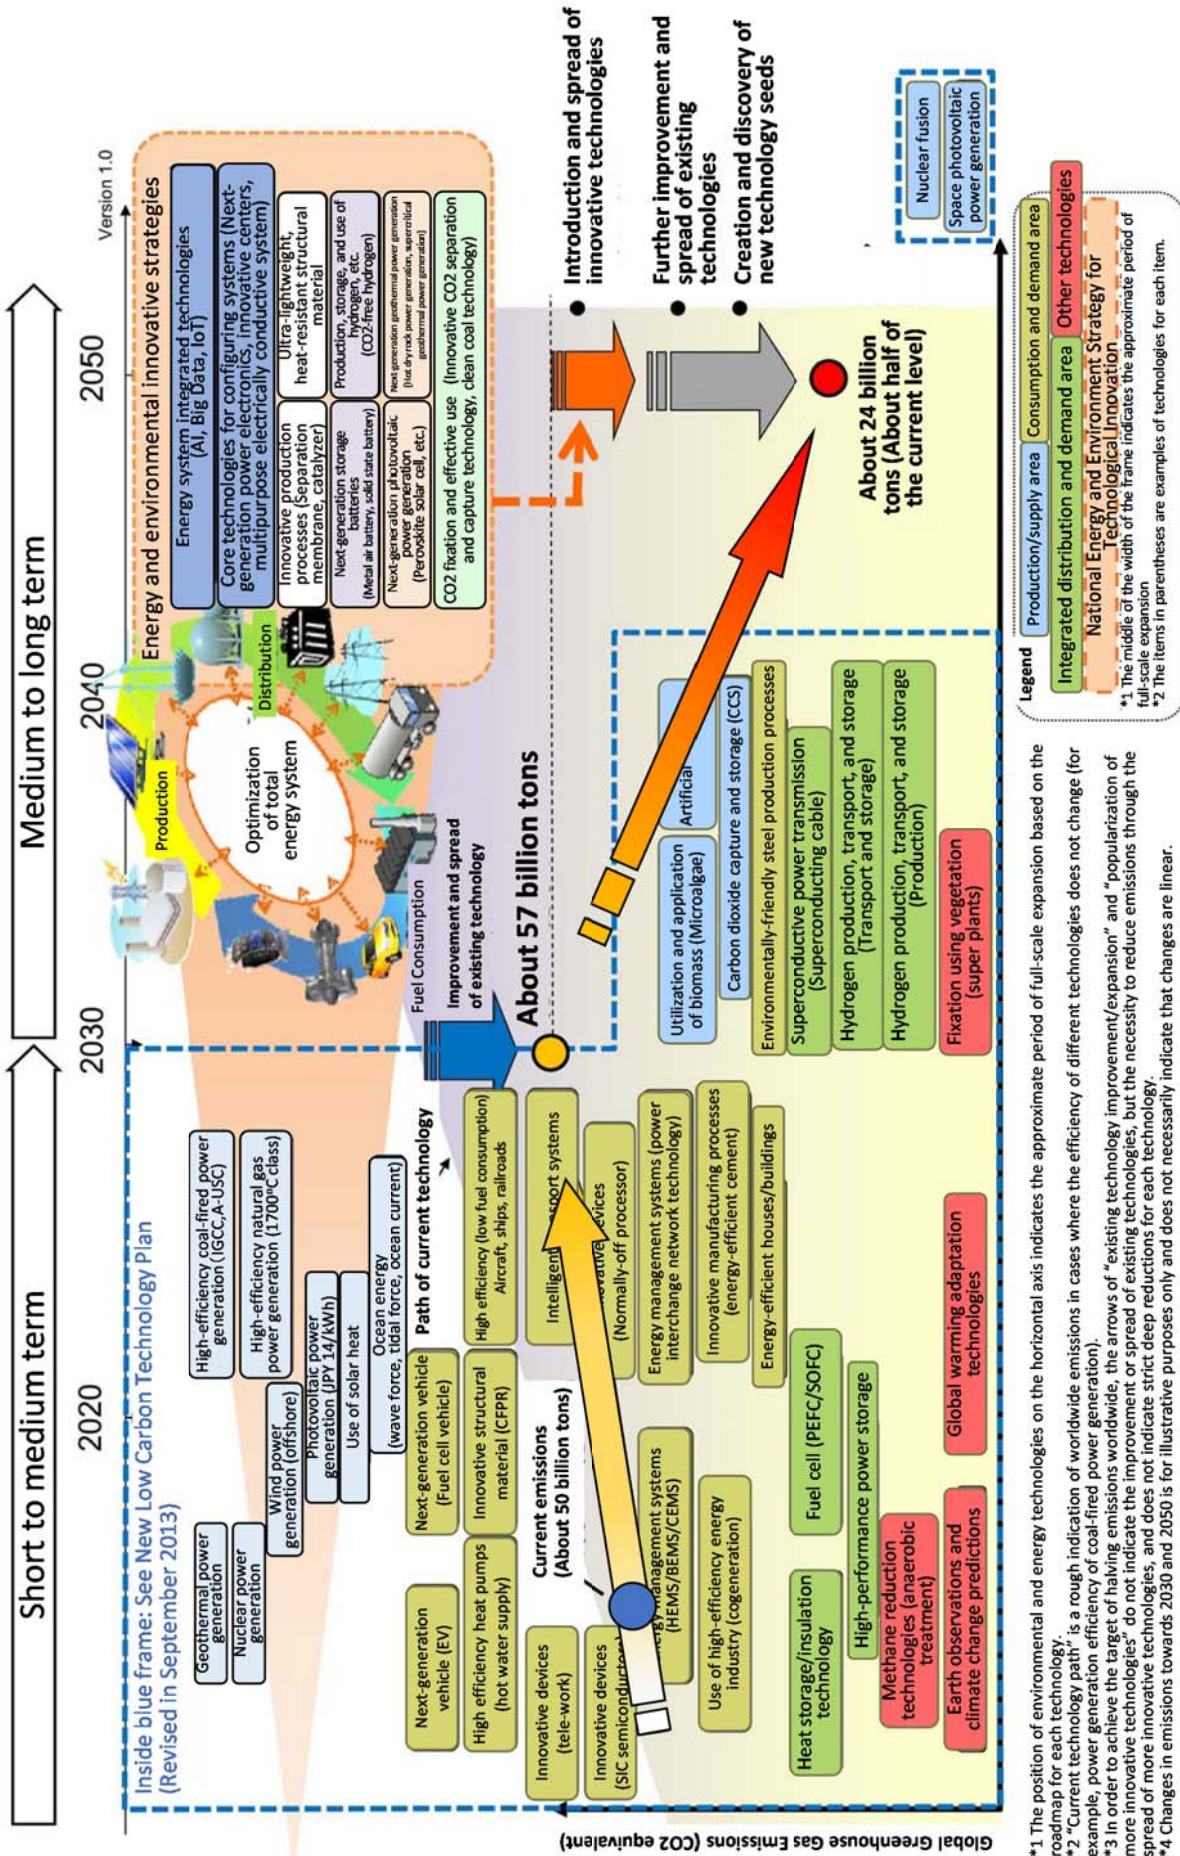 Short to medium term
Medium to long term
2020
2030
2040
2050
Version 1.0
Inside blue frame: See New Low Carbon Technology Plan
(Revised in September 2013)
Geothermal power
generation
Nuclear power
generation
Wind power
generation (offshore)
High-efficiency coal-fired power
generation (IGCC,A-USC)
High-efficiency natural gas
power generation (1700ºC class)
Photovoltaic power
generation (JPY 14/kWh)
Use of solar heat
Ocean energy
(wave force, tidal force, ocean current)
Path of current technology
Next-generation
vehicle (EV)
Next-generation vehicle
(Fuel cell vehicle)
High efficiency (low fuel consumption)
Aircraft, ships, railroads
High efficiency heat pumps
(hot water supply)
Innovative structural
material (CFPR)
Innovative devices
(tele-work)
Current emissions
(About 50 billion tons)
Intelligent
sport systems
Innovative devices
(SIC semiconductors)
(Normally-off processor)
management systems
(HEMS/BEMS/CEMS)
Energy management systems (power
interchange network technology)
Use of high-efficiency energy
industry (cogeneration)
Innovative manufacturing processes
(energy-efficient cement)
Energy-efficient houses/buildings
Heat storage/insulation
technology
Fuel cell (PEFC/SOFC)
High-performance power storage
Methane reduction
technologies (anaerobic
treatment)
Earth observations and
climate change predictions
Global warming adaptation
technologies
Global Greenhouse Gas Emissions (CO2 equivalent)
Production
Distribution
Optimization
of total
energy system
Fuel Consumption
Improvement and spread
of existing technology
About 57 billion tons
Energy and environmental innovative strategies
Energy system integrated technologies
(AI, Big Data, IoT)
Core technologies for configuring systems (Next-
generation power electronics, innovative centers,
multipurpose electrically conductive system)
Innovative production
processes (Separation
membrane, catalyzer)
Ultra-lightweight,
heat-resistant structural
material
Next-generation storage
batteries
(Metal air battery, solid state battery)
Production, storage, and use of
hydrogen, etc.
(CO2-free hydrogen)
Next-generation photovoltaic
power generation
(Perovskite solar cell, etc.)
Next-generation geothermal power generation
(Hot dry rock power generation, supercritical
geothermal power generation)
CO2 fixation and effective use (Innovative CO2 separation
and capture technology, clean coal technology)
• Introduction and spread of
innovative technologies
• Further improvement and
spread of existing
technologies
• Creation and discovery of
new technology seeds
About 24 billion
tons (About half of
the current level)
Utilization and application
of biomass (Microalgae)
Artificial
Carbon dioxide capture and storage (CCS)
Environmentally-friendly steel production processes
Superconductive power transmission
(Superconducting cable)
Hydrogen production, transport, and storage
(Transport and storage)
Hydrogen production, transport, and storage
(Production)
Fixation using vegetation
(super plants)
Nuclear fusion
Space photovoltaic
power generation
Legend
Production/supply area
Consumption and demand area
Integrated distribution and demand area
Other technologies
National Energy and Environment Strategy for
Technological Innovation
*1 The middle of the width of the frame indicates the approximate period of
full-scale expansion
*2 The items in parentheses are examples of technologies for each item.
*1 The position of environmental and energy technologies on the horizontal axis indicates the approximate period of full-scale expansion based on the
roadmap for each technology.
*2 “Current technology path” is a rough indication of worldwide emissions in cases where the efficiency of different technologies does not change (for
example, power generation efficiency of coal-fired power generation).
*3 In order to achieve the target of halving emissions worldwide, the arrows of “existing technology improvement/expansion” and “popularization of
more innovative technologies” do not indicate the improvement or spread of existing technologies, but the necessity to reduce emissions through the
spread of more innovative technologies, and does not indicate strict deep reductions for each technology.
*4 Changes in emissions towards 2030 and 2050 is for illustrative purposes only and does not necessarily indicate that changes are linear.